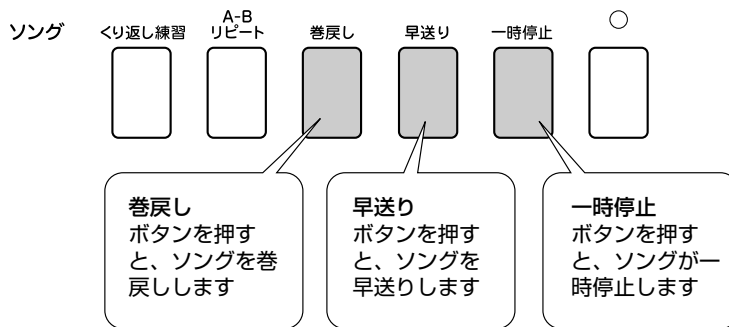 ソング
くり返し練習
A-B
リピート
巻戻し
早送り
一時停止
巻戻し
ボタンを押す
と、ソングを巻
戻しします
早送り
ボタンを押す
と、ソングを
早送りします
一時停止
ボタンを押す
と、ソングが一
時停止します